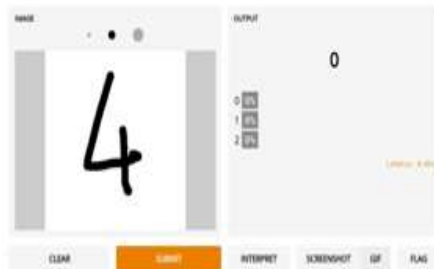 IMAGE
4
CLEAR
SUBMIT
OUTPUT
0
0 0%
1 0%
2 0%
INTERPRET
SCREENSHOT
GIF
FLAG